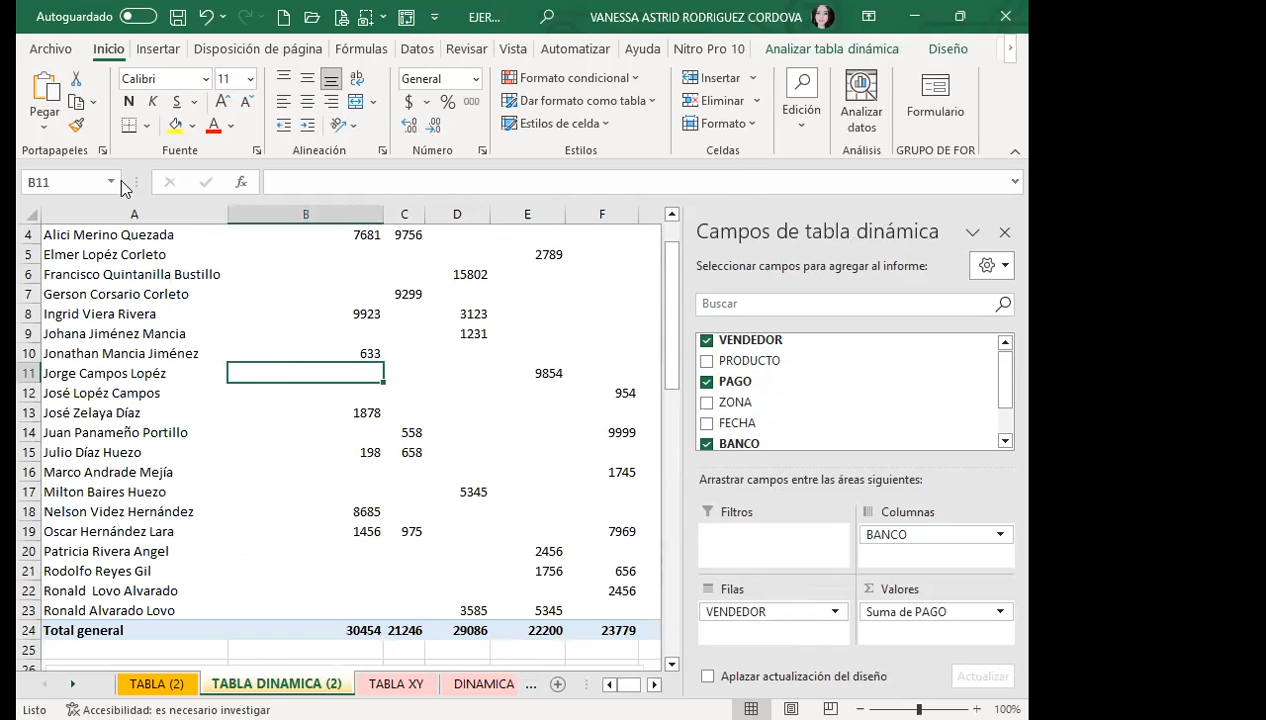 Autoguardado EJER... VANESSA ASTRID RODRIGUEZ CORDOVA
Archivo Inicio Insertar Disposición de página Fórmulas Datos Revisar Vista Automatizar Ayuda Nitro Pro 10 Analizar tabla dinámica Diseño
Pegar Calibri 11 General Formato condicional Insertar
N K S $ % 000 Dar formato como tabla Eliminar Edición Analizar datos Formulario
Estilos de celda Formato
Portapapeles Fuente Alineación Número Estilos Celdas Análisis GRUPO DE FOR
B11 fx
A B C D E F
4 Alici Merino Quezada 7681 9756
5 Elmer Lopéz Corleto 2789
6 Francisco Quintanilla Bustillo 15802
7 Gerson Corsario Corleto 9299
8 Ingrid Viera Rivera 9923 3123
9 Johana Jiménez Mancia 1231
10 Jonathan Mancia Jiménez 633
11 Jorge Campos Lopéz 9854
12 José Lopéz Campos 954
13 José Zelaya Díaz 1878
14 Juan Panameño Portillo 558 9999
15 Julio Díaz Huezo 198 658
16 Marco Andrade Mejía 1745
17 Milton Baires Huezo 5345
18 Nelson Videz Hernández 8685
19 Oscar Hernández Lara 1456 975 7969
20 Patricia Rivera Angel 2456
21 Rodolfo Reyes Gil 1756 656
22 Ronald Lovo Alvarado 2456
23 Ronald Alvarado Lovo 3585 5345
24 Total general 30454 21246 29086 22200 23779
25
26
Campos de tabla dinámica
Seleccionar campos para agregar al informe:
Buscar
VENDEDOR
PRODUCTO
PAGO
ZONA
FECHA
BANCO
Arrastrar campos entre las áreas siguientes:
Filtros Columnas
BANCO
Filas Σ Valores
VENDEDOR Suma de PAGO
Aplazar actualización del diseño Actualizar
TABLA (2) TABLA DINAMICA (2) TABLA XY DINAMICA ...
Listo Accesibilidad: es necesario investigar 100%